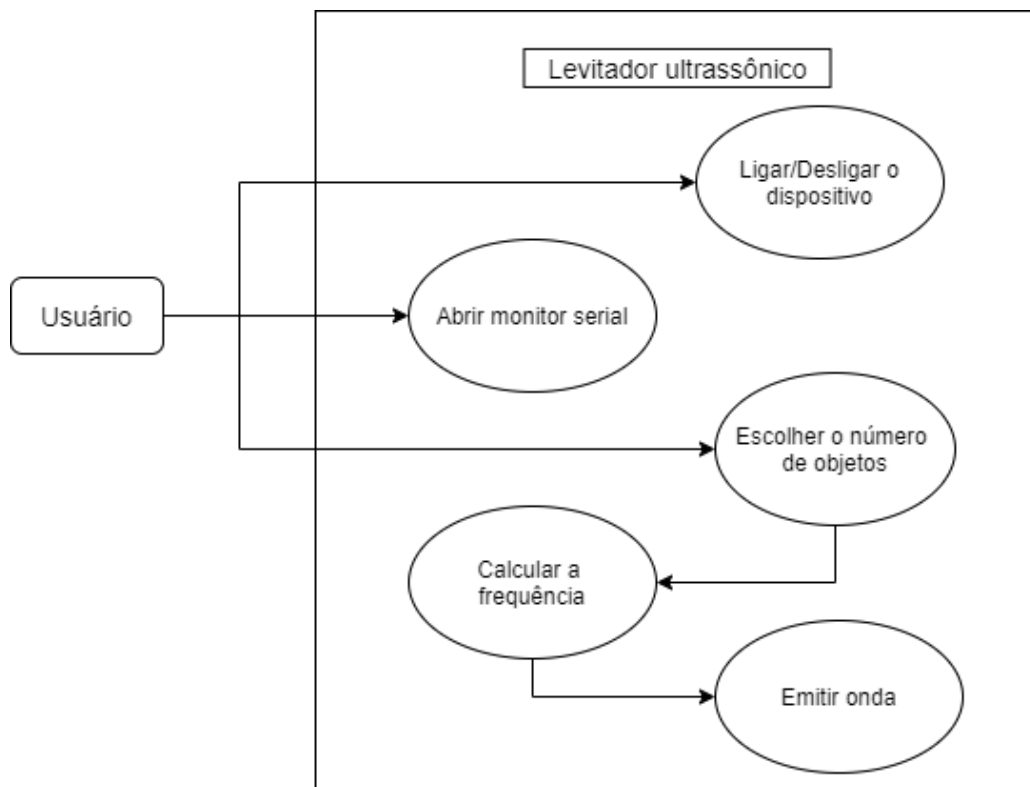 Levitador ultrassônico
Ligar/Desligar o
dispositivo
Usuário
Abrir monitor serial
Escolher o número
de objetos
Calcular a
frequência
Emitir onda